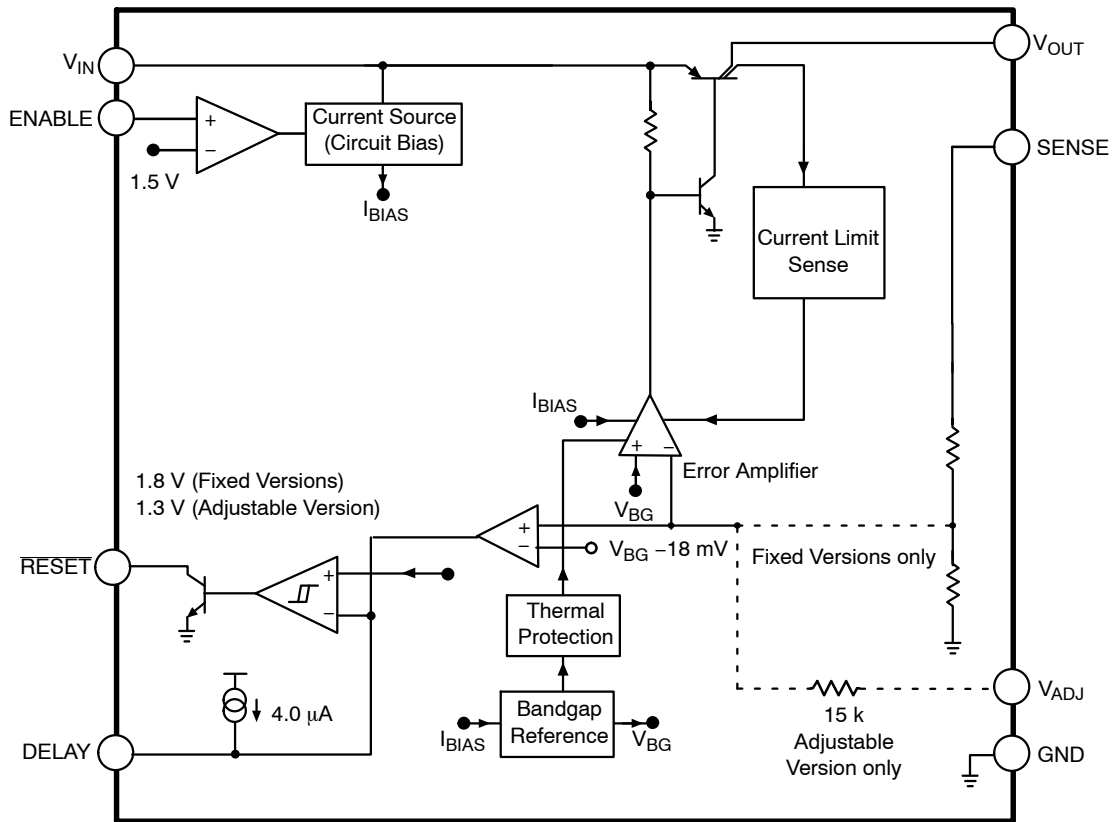 V_IN
V_OUT
ENABLE
+
−
1.5 V
Current Source
(Circuit Bias)
I_BIAS
SENSE
Current Limit
Sense
I_BIAS
+ −
Error Amplifier
V_BG
1.8 V (Fixed Versions)
1.3 V (Adjustable Version)
+
−
V_BG −18 mV
Fixed Versions only
RESET
+
−
Thermal
Protection
4.0 μA
15 k
Adjustable
Version only
V_ADJ
I_BIAS
Bandgap
Reference
V_BG
DELAY
GND